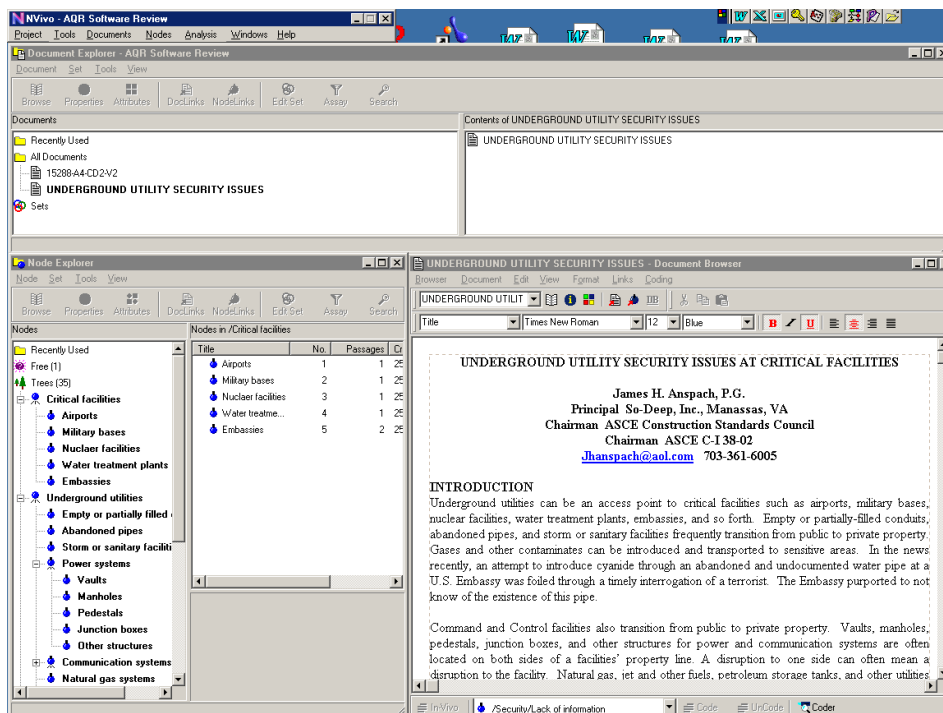 NVivo - AQR Software Review
Project Tools Documents Nodes Analysis Windows Help
Document Explorer - AQR Software Review
Document Set Tools View
Browse Properties Attributes DocLinks NodeLinks Edit Set Assay Search
Documents
Contents of UNDERGROUND UTILITY SECURITY ISSUES
Recently Used
All Documents
15288-A4-CD2-V2
UNDERGROUND UTILITY SECURITY ISSUES
Sets
UNDERGROUND UTILITY SECURITY ISSUES
Node Explorer
Node Set Tools View
Browse Properties Attributes DocLinks NodeLinks Edit Set Assay Search
Nodes
Recently Used
Free (1)
Trees (35)
Critical facilities
Airports
Military bases
Nuclaer facilities
Water treatment plants
Embassies
Underground utilities
Empty or partially filled
Abandoned pipes
Storm or sanitary faciliti
Power systems
Vaults
Manholes
Pedestals
Junction boxes
Other structures
Communication systems
Natural gas systems
Nodes in /Critical facilities
Title No. Passages Cr
Airports 1 1 25
Military bases 2 1 25
Nuclaer facilities 3 1 25
Water treatme... 4 1 25
Embassies 5 2 25
UNDERGROUND UTILITY SECURITY ISSUES - Document Browser
Browser Document Edit View Format Links Coding
UNDERGROUND UTILIT
Title Times New Roman 12 Blue B I U
UNDERGROUND UTILITY SECURITY ISSUES AT CRITICAL FACILITIES
James H. Anspach, P.G.
Principal So-Deep, Inc., Manassas, VA
Chairman ASCE Construction Standards Council
Chairman ASCE C-I 38-02
Jhanspach@aol.com 703-361-6005
INTRODUCTION
Underground utilities can be an access point to critical facilities such as airports, military bases,
nuclear facilities, water treatment plants, embassies, and so forth. Empty or partially-filled conduits,
abandoned pipes, and storm or sanitary facilities frequently transition from public to private property.
Gases and other contaminates can be introduced and transported to sensitive areas. In the news
recently, an attempt to introduce cyanide through an abandoned and undocumented water pipe at a
U.S. Embassy was foiled through a timely interrogation of a terrorist. The Embassy purported to not
know of the existence of this pipe.
Command and Control facilities also transition from public to private property. Vaults, manholes,
pedestals, junction boxes, and other structures for power and communication systems are often
located on both sides of a facilities' property line. A disruption to one side can often mean a
disruption to the facility. Natural gas, jet and other fuels, petroleum storage tanks, and other utilities
In-Vivo /Security/Lack of information Code UnCode Coder